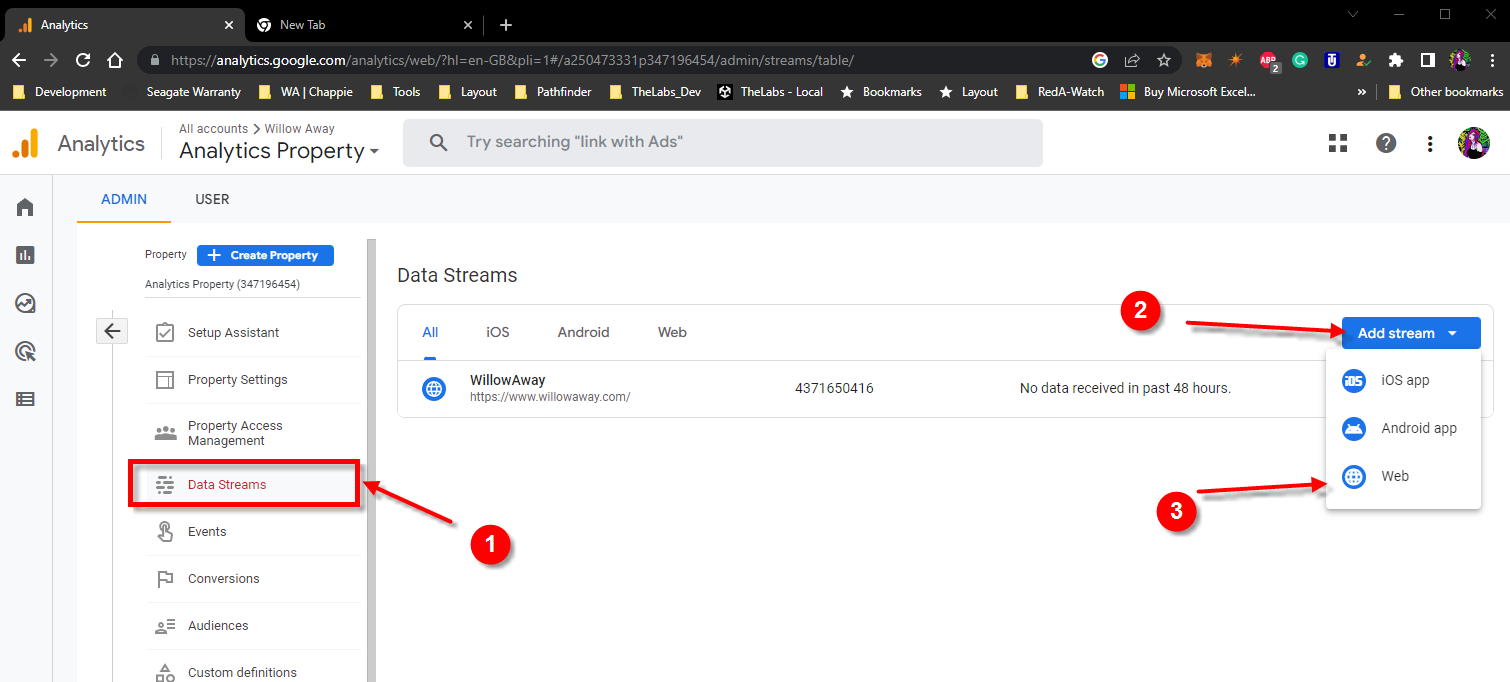 Analytics
New Tab
https://analytics.google.com/analytics/web/?hl=en-GB&pli=1#/a250473331p347196454/admin/streams/table/
ABP
2
Development
Seagate Warranty
WA | Chappie
Tools
Layout
Pathfinder
TheLabs_Dev
TheLabs - Local
Bookmarks
Layout
RedA-Watch
Buy Microsoft Excel...
»
Other bookmarks
Analytics
All accounts > Willow Away
Analytics Property
Try searching "link with Ads"
ADMIN
USER
Property
+ Create Property
Analytics Property (347196454)
Setup Assistant
Property Settings
Property Access
Management
Data Streams
Events
Conversions
Audiences
Custom definitions
1
Data Streams
All
iOS
Android
Web
2
Add stream
WillowAway
https://www.willowaway.com/
4371650416
No data received in past 48 hours.
iOS
iOS app
Android app
3
Web